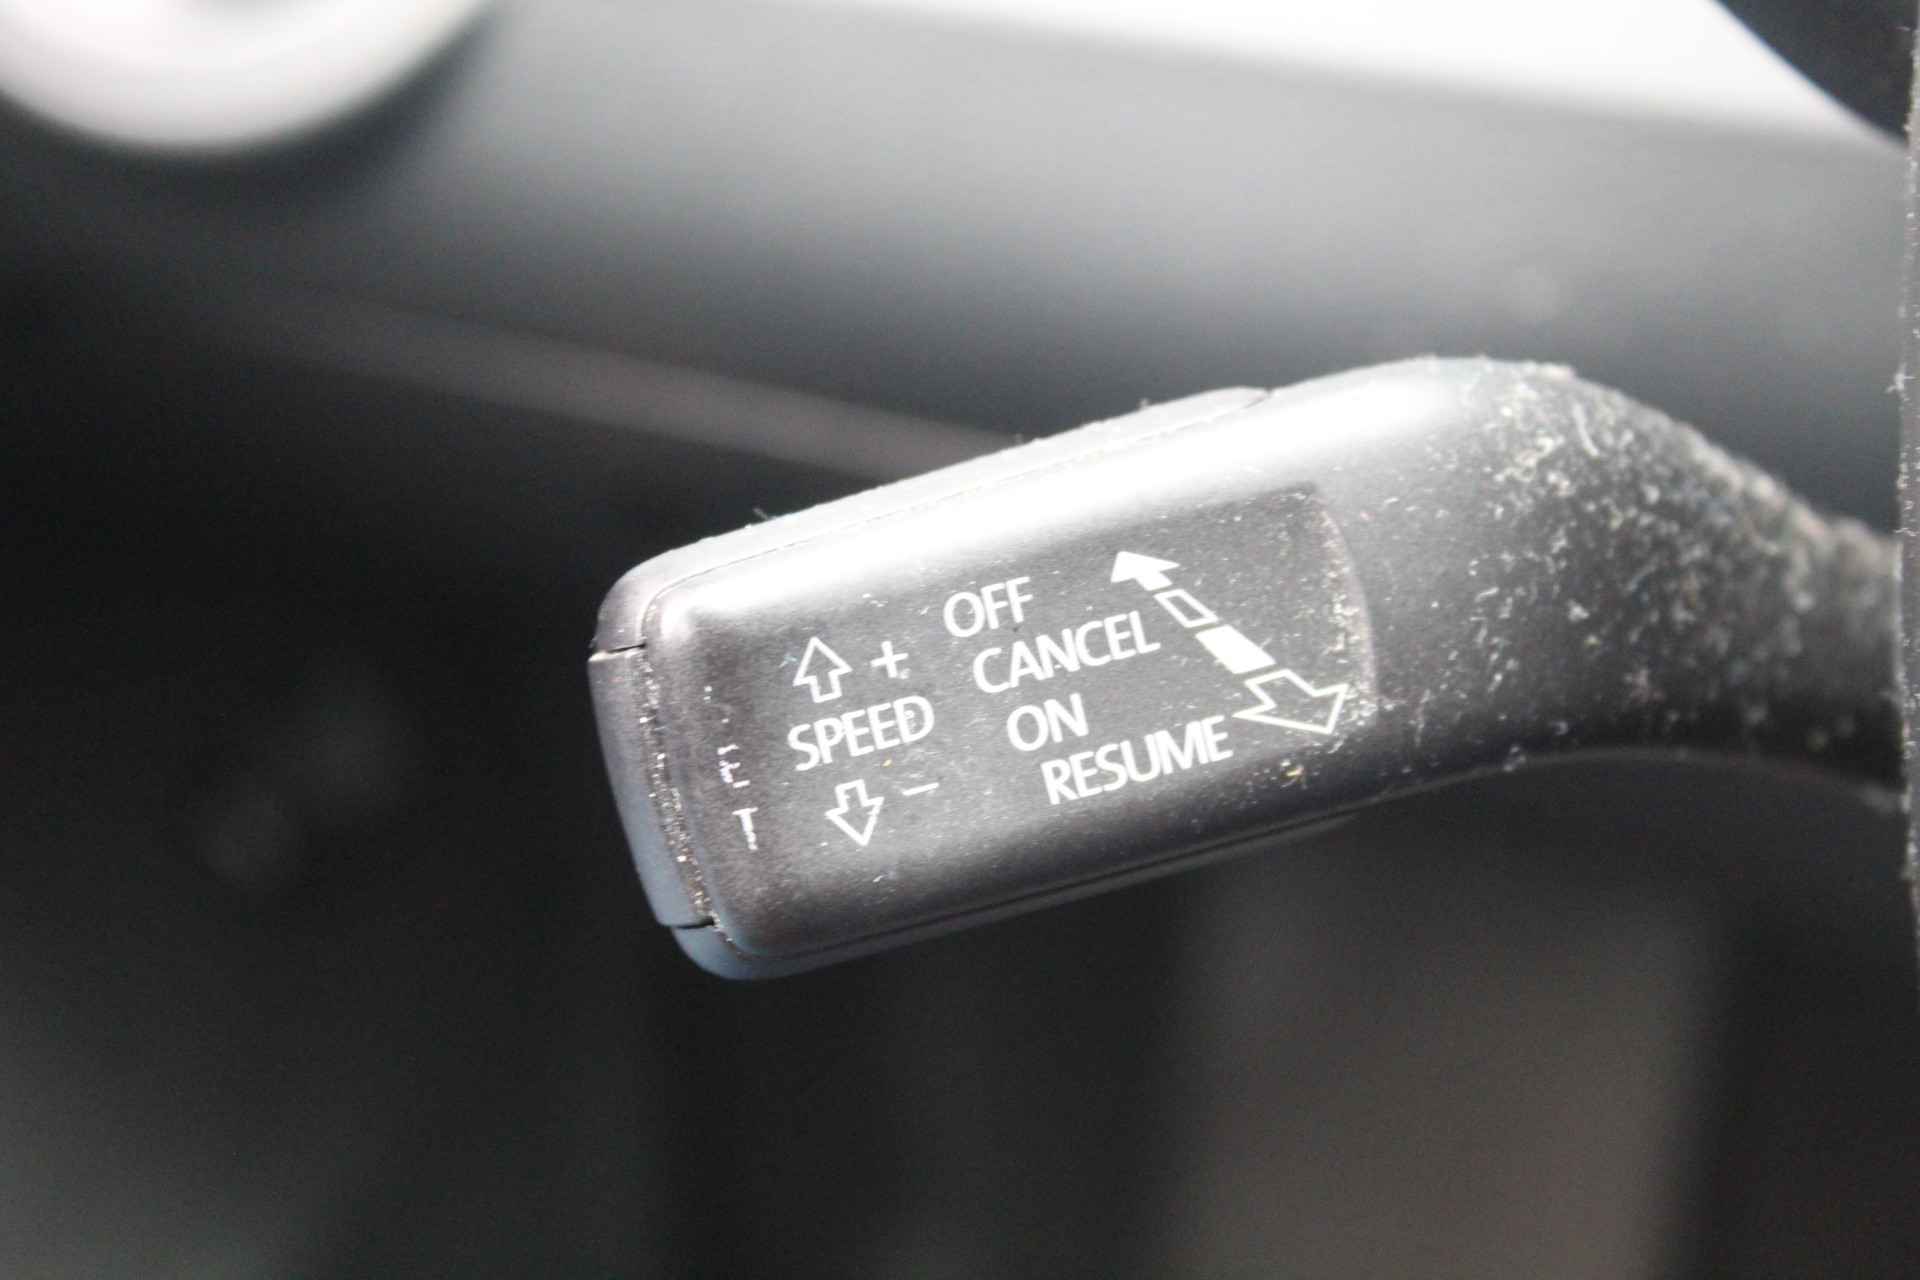 OFF
CANCEL
ON
RESUME
+
SPEED
-